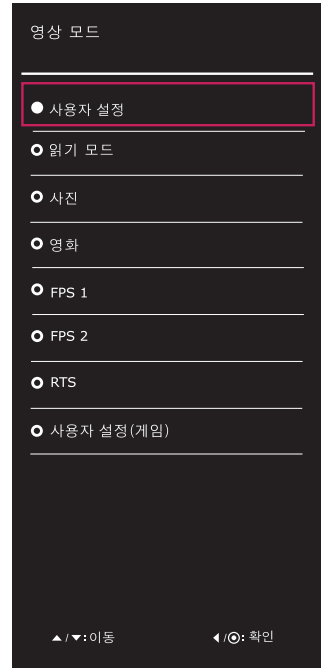 영상 모드
사용자 설정
읽기 모드
사진
영화
FPS 1
FPS 2
RTS
사용자 설정(게임)
▲/▼:이동 ◀/◉: 확인